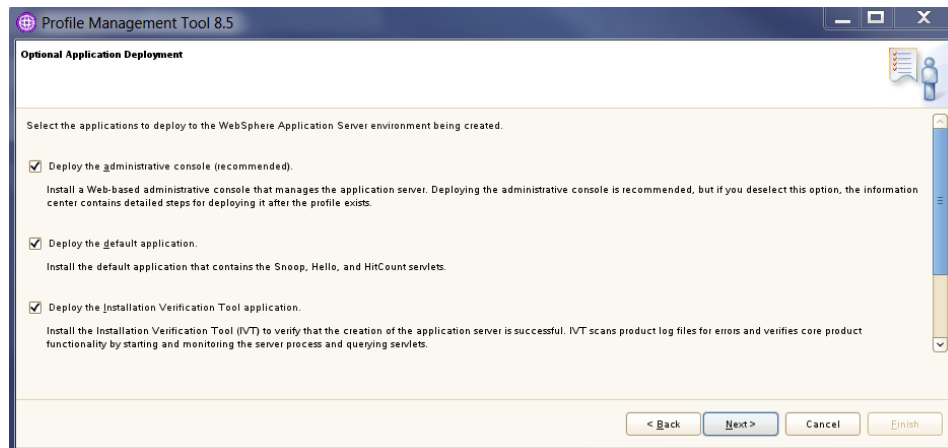 Profile Management Tool 8.5
Optional Application Deployment
Select the applications to deploy to the WebSphere Application Server environment being created.
Deploy the administrative console (recommended).
Install a Web-based administrative console that manages the application server. Deploying the administrative console is recommended, but if you deselect this option, the information
center contains detailed steps for deploying it after the profile exists.
Deploy the default application.
Install the default application that contains the Snoop, Hello, and HitCount servlets.
Deploy the Installation Verification Tool application.
Install the Installation Verification Tool (IVT) to verify that the creation of the application server is successful. IVT scans product log files for errors and verifies core product
functionality by starting and monitoring the server process and querying servlets.
< Back Next > Cancel Finish